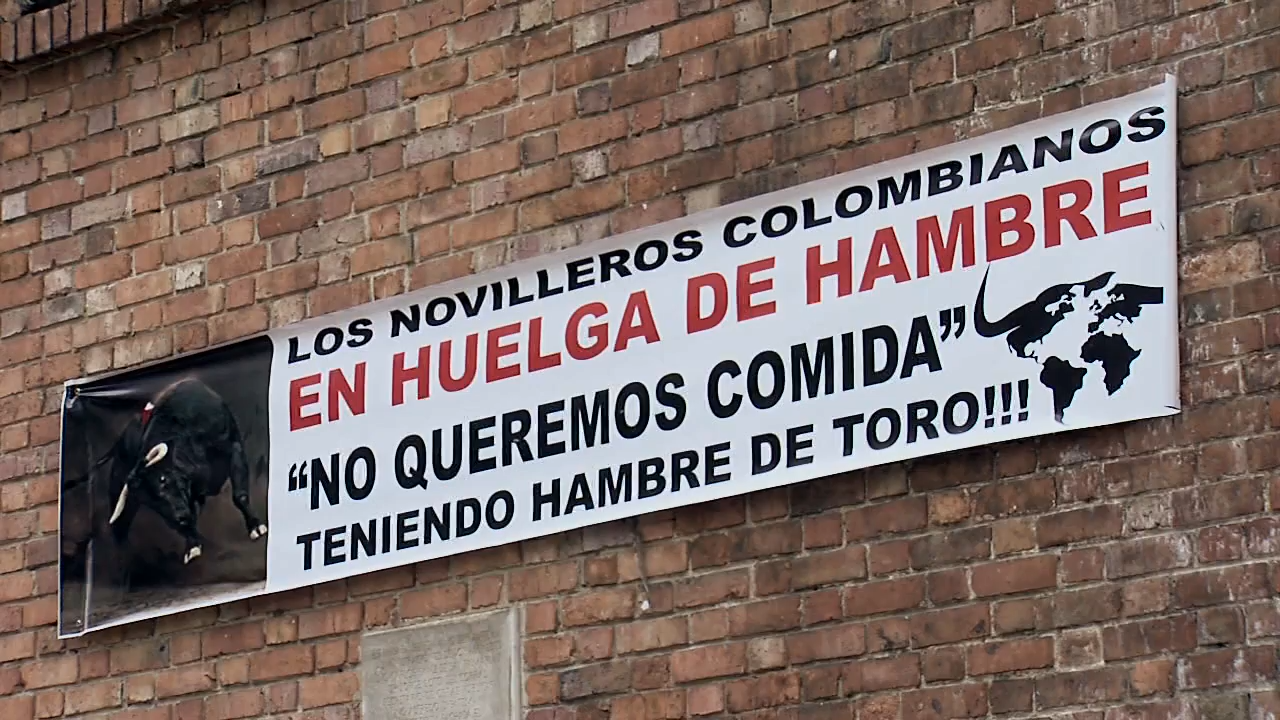 LOS NOVILLEROS COLOMBIANOS
EN HUELGA DE HAMBRE
“NO QUEREMOS COMIDA”
TENIENDO HAMBRE DE TORO!!!